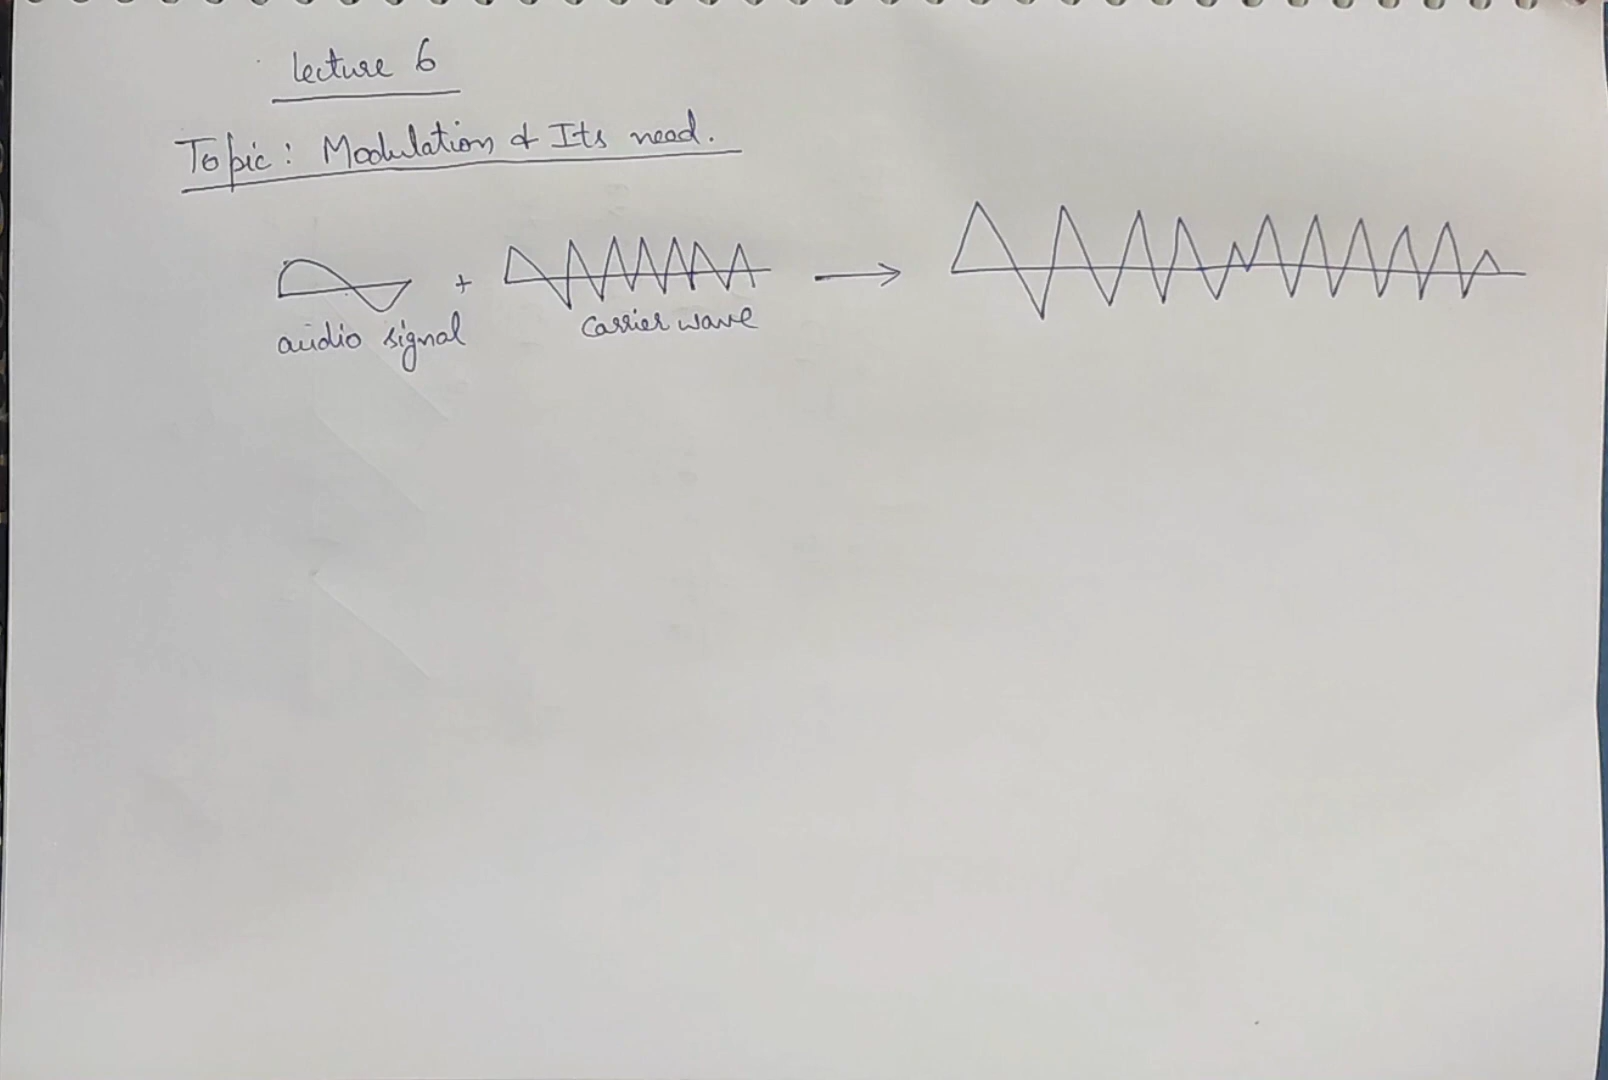 Lecture 6
Topic: Modulation & Its need.
+
audio signal
Carrier wave